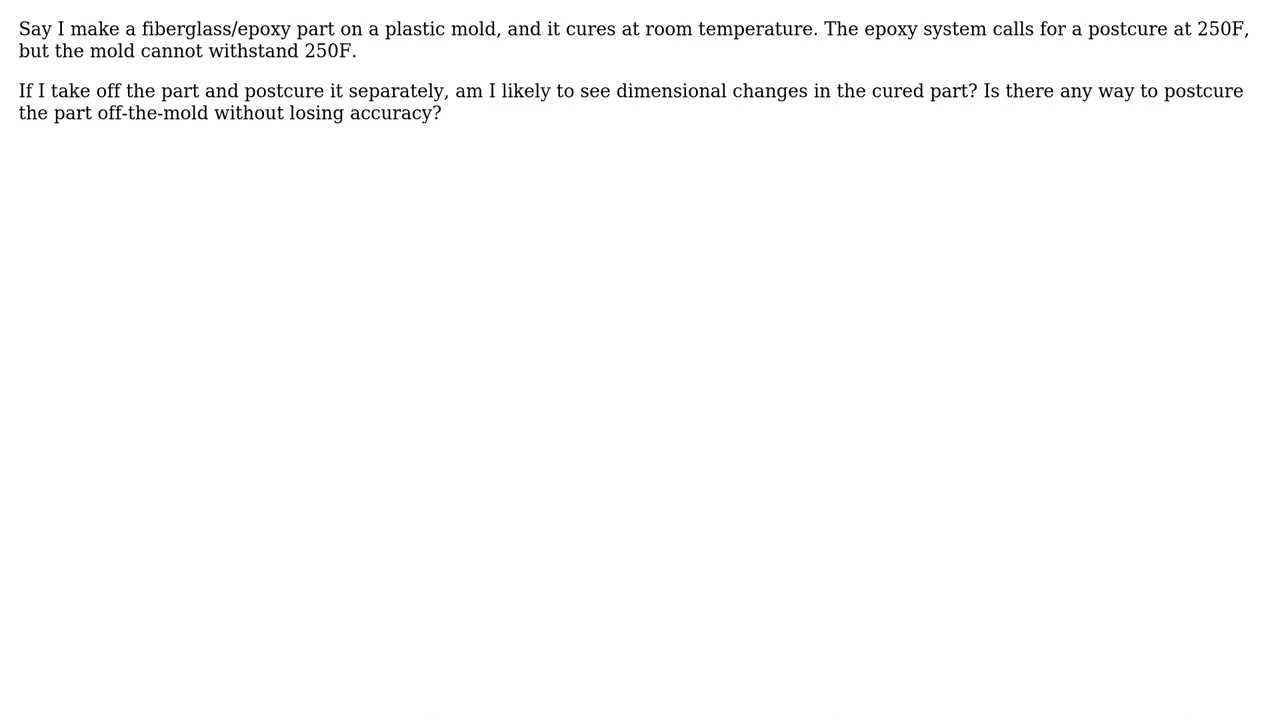 Say I make a fiberglass/epoxy part on a plastic mold, and it cures at room temperature. The epoxy system calls for a postcure at 250F,
but the mold cannot withstand 250F.
If I take off the part and postcure it separately, am I likely to see dimensional changes in the cured part? Is there any way to postcure
the part off-the-mold without losing accuracy?